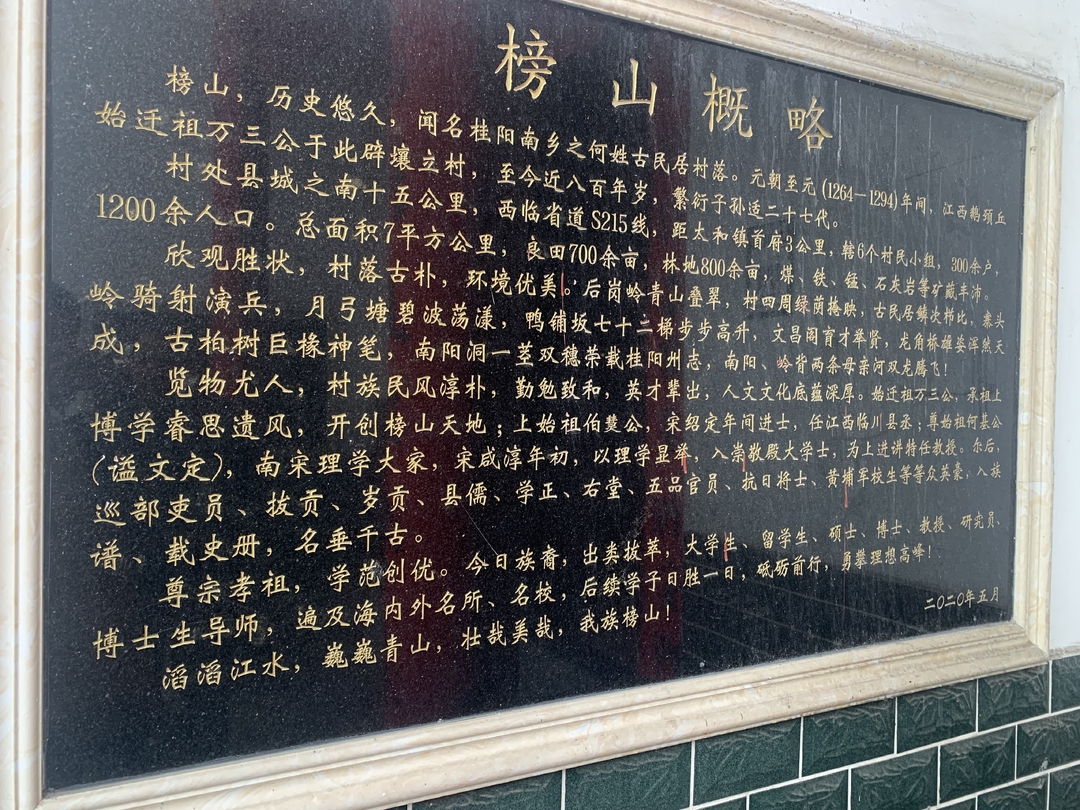 榜山概略
榜山，历史悠久，闻名桂阳南乡之何姓古民居村落。元朝至元(1264—1294)年间，江西鹅颈丘
始迁祖万三公于此辟壤立村，至今近八百年岁，繁衍子孙适二十七代。
村处县城之南十五公里，西临省道S215线，距太和镇首府3公里，辖6个村民小组，300余户，
1200余人口。总面积7平方公里，良田700余亩，林地800余亩，煤、铁、锰、石灰岩等矿藏丰沛。
欣观胜状，村落古朴，环境优美。后岗岭青山叠翠，村四周绿荫掩映，古民居鳞次栉比，寨头
岭骑射演兵，月弓塘碧波荡漾，鸭铺坂七十二梯步步高升，文昌阁育才举贤，龙角桥雄姿浑然天
成，古柏树巨椽神笔，南阳洞一茎双穗荣载桂阳州志，南阳、岭背两条母亲河双龙腾飞！
览物尤人，村族民风淳朴，勤勉致和，英才辈出，人文文化底蕴深厚。始迁祖万三公，承祖上
博学睿思遗风，开创榜山天地；上始祖伯慧公，宋绍定年间进士，任江西临川县丞；尊始祖何基公
(谥文定)，南宋理学大家，宋咸淳年初，以理学显举，入崇敬殿大学士，为上进讲特任教授。尔后，
巡部吏员、拔贡、岁贡、县儒、学正、右堂、五品官员、抗日将士、黄埔军校生等等众英豪，入族
谱、载史册，名垂千古。
尊宗孝祖，学范创优。今日族裔，出类拔萃，大学生、留学生、硕士、博士、教授、研究员、
博士生导师，遍及海内外名所、名校，后续学子日胜一日，砥砺前行，勇攀理想高峰！
滔滔江水，巍巍青山，壮哉美哉，我族榜山！
二〇二〇年五月